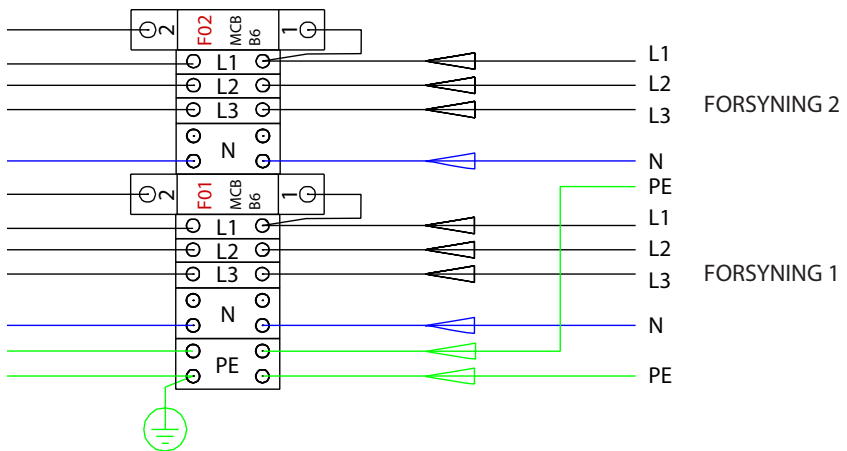 2 F02 MCB B6 1
L1 L1
L2 L2
L3 L3 FORSYNING 2
N N
PE
2 F01 MCB B6 1
L1 L1
L2 L2
L3 L3 FORSYNING 1
N N
PE PE